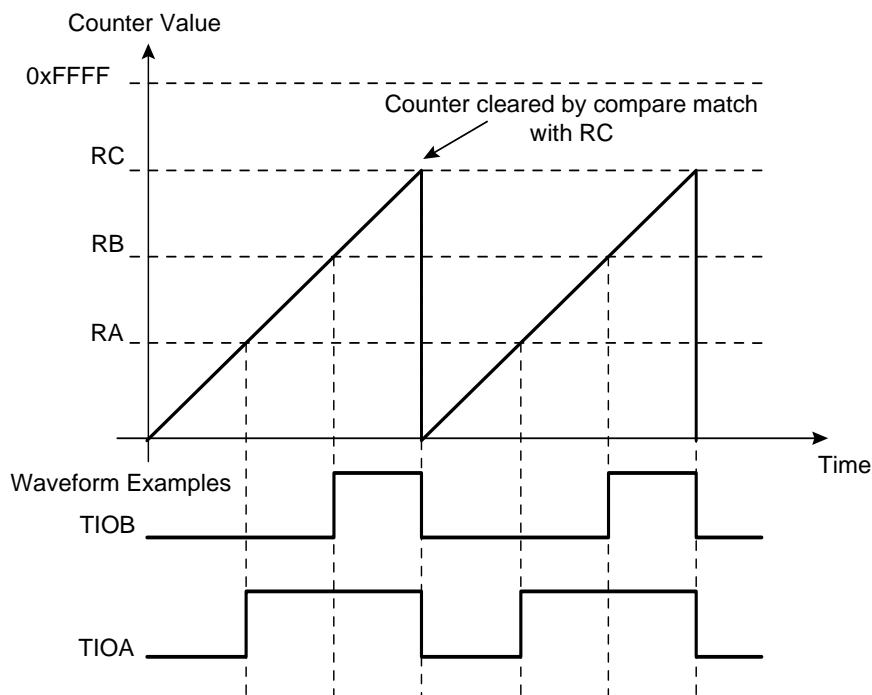 Counter Value
0xFFFF
Counter cleared by compare match
with RC
RC
RB
RA
Time
Waveform Examples
TIOB
TIOA